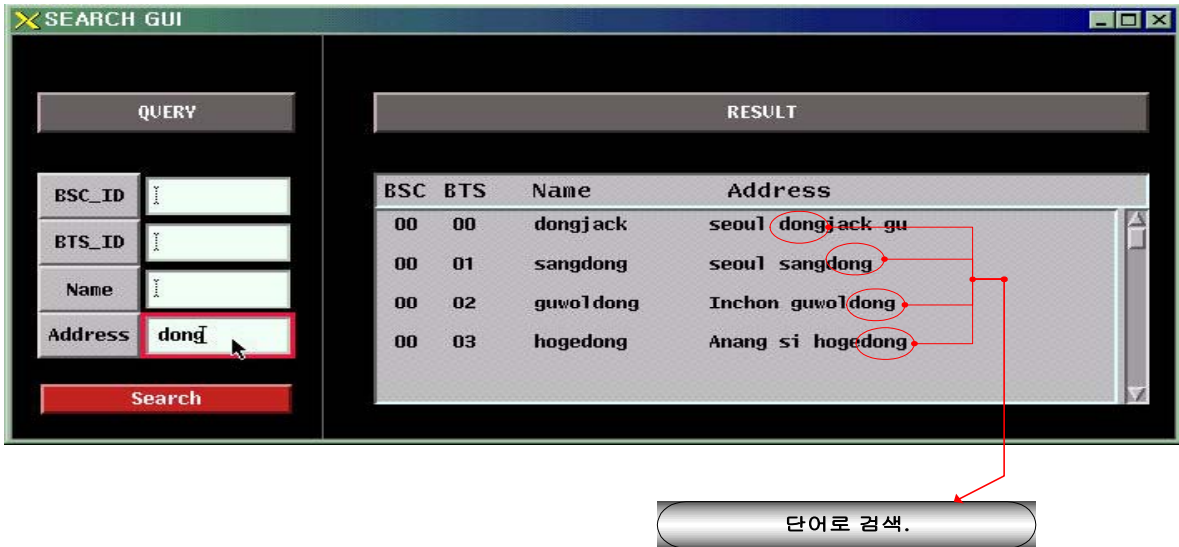 SEARCH GUI
QUERY
BSC_ID
BTS_ID
Name
Address dong
Search
RESULT
BSC BTS Name Address
00 00 dongjack seoul dongjack gu
00 01 sangdong seoul sangdong
00 02 guwoldong Inchon guwoldong
00 03 hogedong Anang si hogedong
단어로 검색.